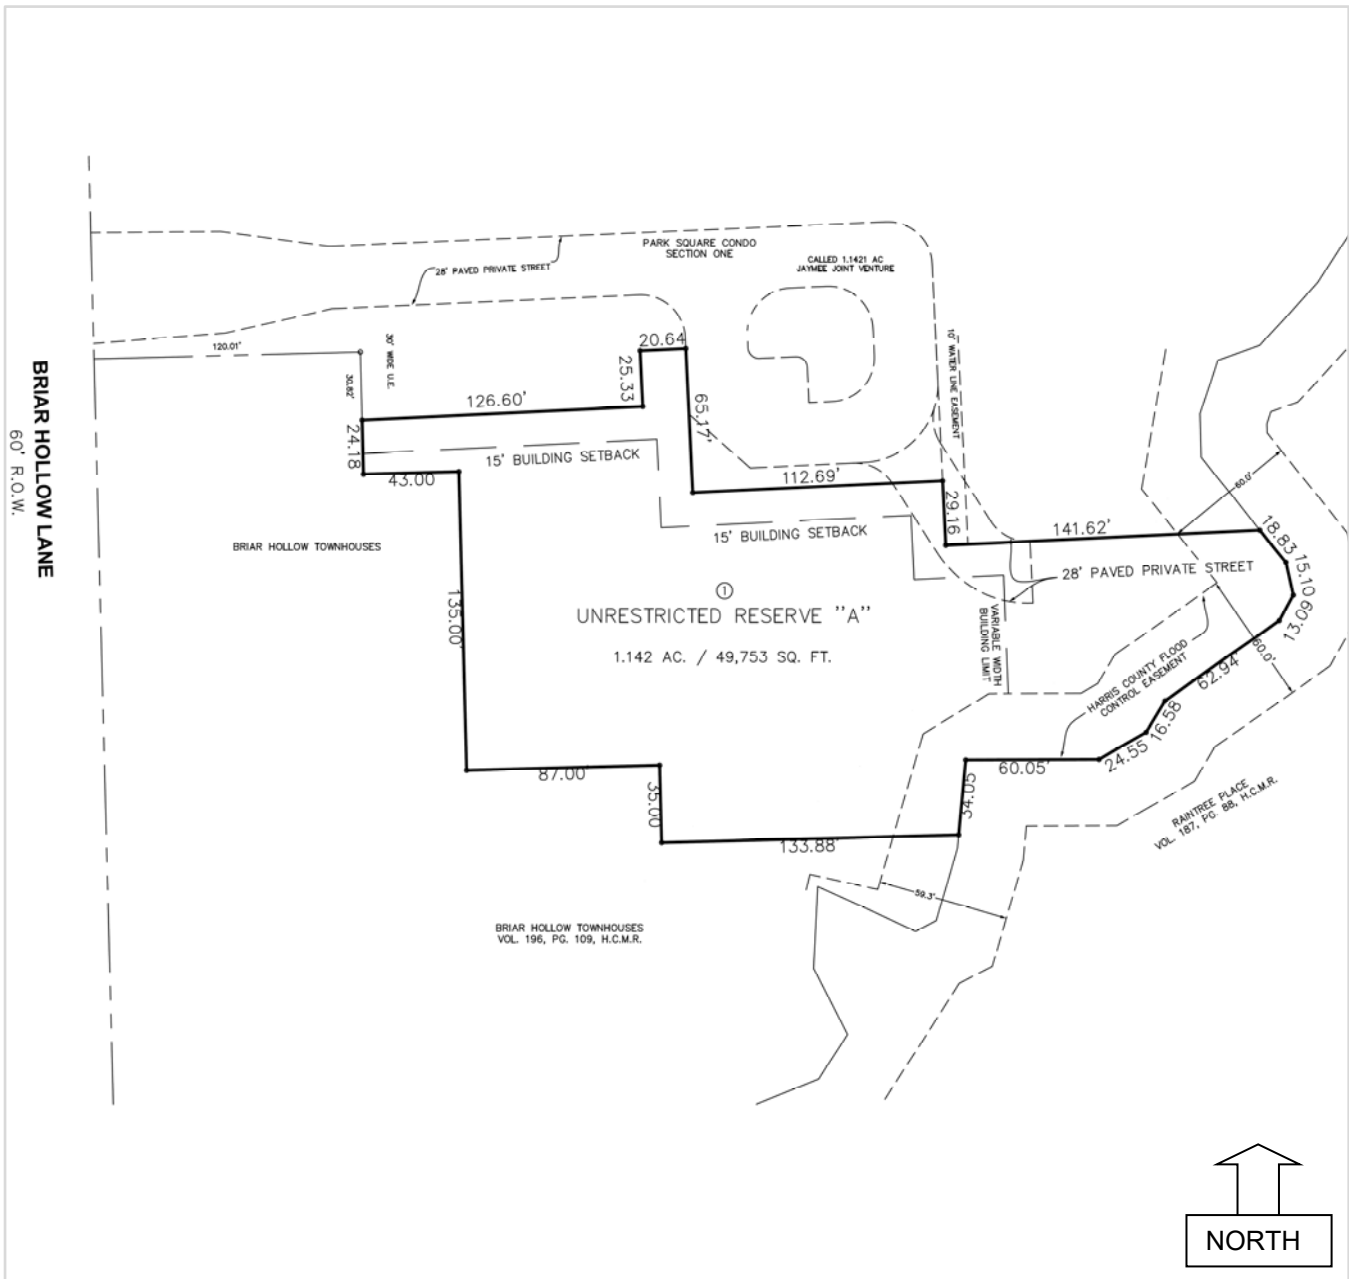 PARK SQUARE CONDO
SECTION ONE
CALLED 1.1421 AC
JAYMEE JOINT VENTURE
28' PAVED PRIVATE STREET
120.01'
30' WIDE U.E.
30.82'
10' WATER LINE EASEMENT
20.64
25.33
65.17'
126.60'
24.18
43.00
15' BUILDING SETBACK
112.69'
29.16
141.62'
60.0'
18.83
15.10
13.09
BRIAR HOLLOW LANE
60' R.O.W.
BRIAR HOLLOW TOWNHOUSES
15' BUILDING SETBACK
28' PAVED PRIVATE STREET
1
UNRESTRICTED RESERVE ''A''
1.142 AC. / 49,753 SQ. FT.
135.00'
VARIABLE WIDTH
BUILDING LIMIT
HARRIS COUNTY FLOOD
CONTROL EASEMENT
60.0'
62.94'
16.58
24.55
60.05'
34.05
87.00'
35.00
133.88'
59.3'
RAINTREE PLACE
VOL. 187, PG. 88, H.C.M.R.
BRIAR HOLLOW TOWNHOUSES
VOL. 196, PG. 109, H.C.M.R.
NORTH